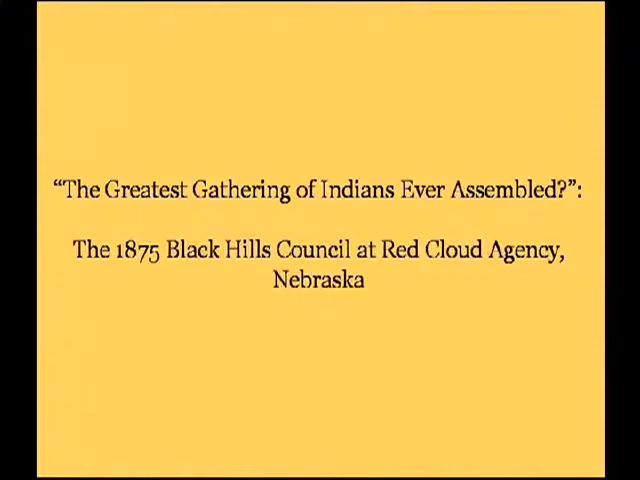 “The Greatest Gathering of Indians Ever Assembled?”:
The 1875 Black Hills Council at Red Cloud Agency,
Nebraska